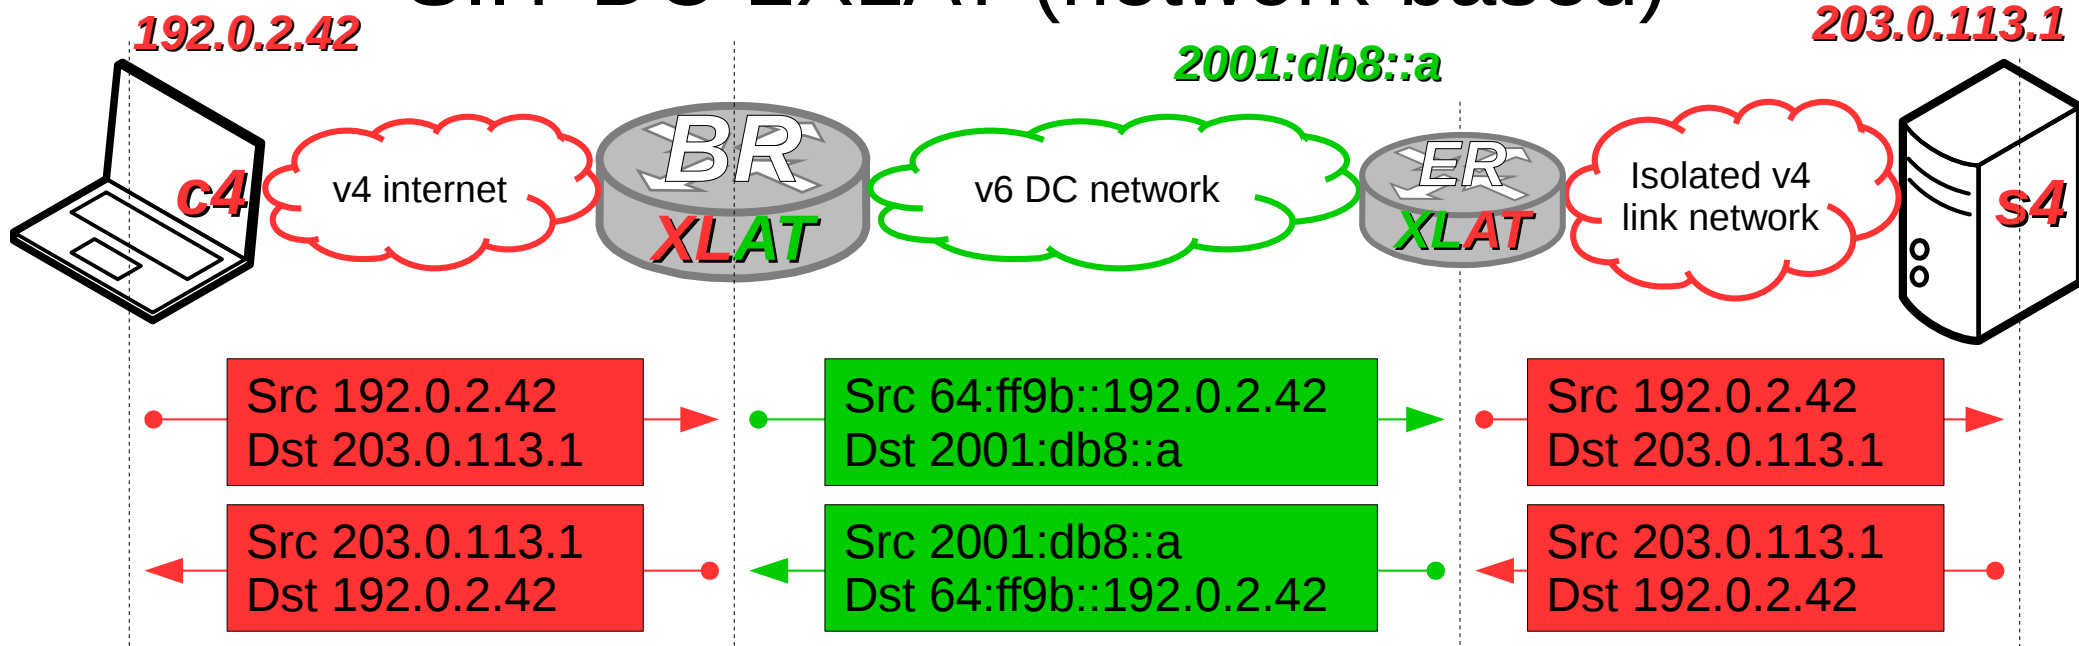 (network-based)
192.0.2.42
203.0.113.1
2001:db8::a
c4
v4 internet
BR
XLAT
v6 DC network
ER
XLAT
Isolated v4
link network
s4
Src 192.0.2.42
Dst 203.0.113.1
Src 64:ff9b::192.0.2.42
Dst 2001:db8::a
Src 192.0.2.42
Dst 203.0.113.1
Src 203.0.113.1
Dst 192.0.2.42
Src 2001:db8::a
Dst 64:ff9b::192.0.2.42
Src 203.0.113.1
Dst 192.0.2.42